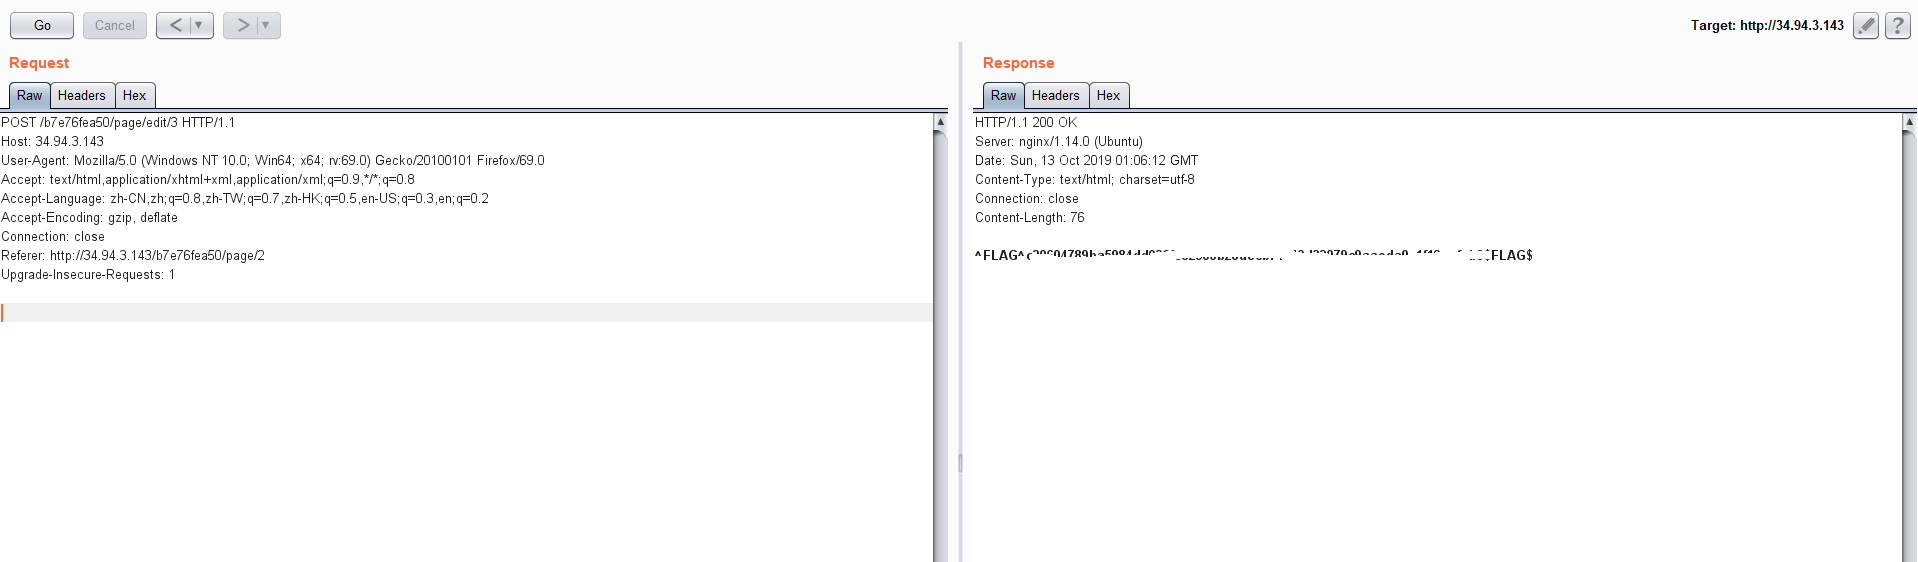 Go
Cancel
< ▼
> ▼
Target: http://34.94.3.143
?
Request
Raw
Headers
Hex
POST /b7e76fea50/page/edit/3 HTTP/1.1
Host: 34.94.3.143
User-Agent: Mozilla/5.0 (Windows NT 10.0; Win64; x64; rv:69.0) Gecko/20100101 Firefox/69.0
Accept: text/html,application/xhtml+xml,application/xml;q=0.9,*/*;q=0.8
Accept-Language: zh-CN,zh;q=0.8,zh-TW;q=0.7,zh-HK;q=0.5,en-US;q=0.3,en;q=0.2
Accept-Encoding: gzip, deflate
Connection: close
Referer: http://34.94.3.143/b7e76fea50/page/2
Upgrade-Insecure-Requests: 1
Response
Raw
Headers
Hex
HTTP/1.1 200 OK
Server: nginx/1.14.0 (Ubuntu)
Date: Sun, 13 Oct 2019 01:06:12 GMT
Content-Type: text/html; charset=utf-8
Connection: close
Content-Length: 76
^FLAG^ $FLAG$